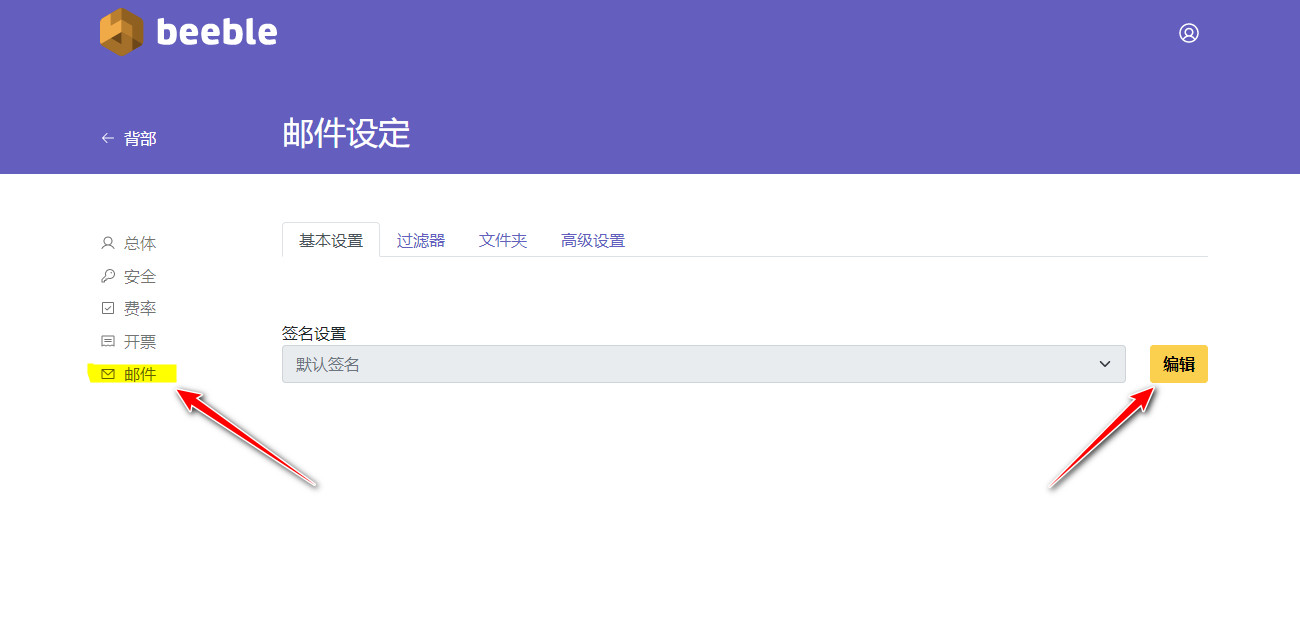 beeble
背部
邮件设定
总体
安全
费率
开票
邮件
基本设置 过滤器 文件夹 高级设置
签名设置
默认签名
编辑